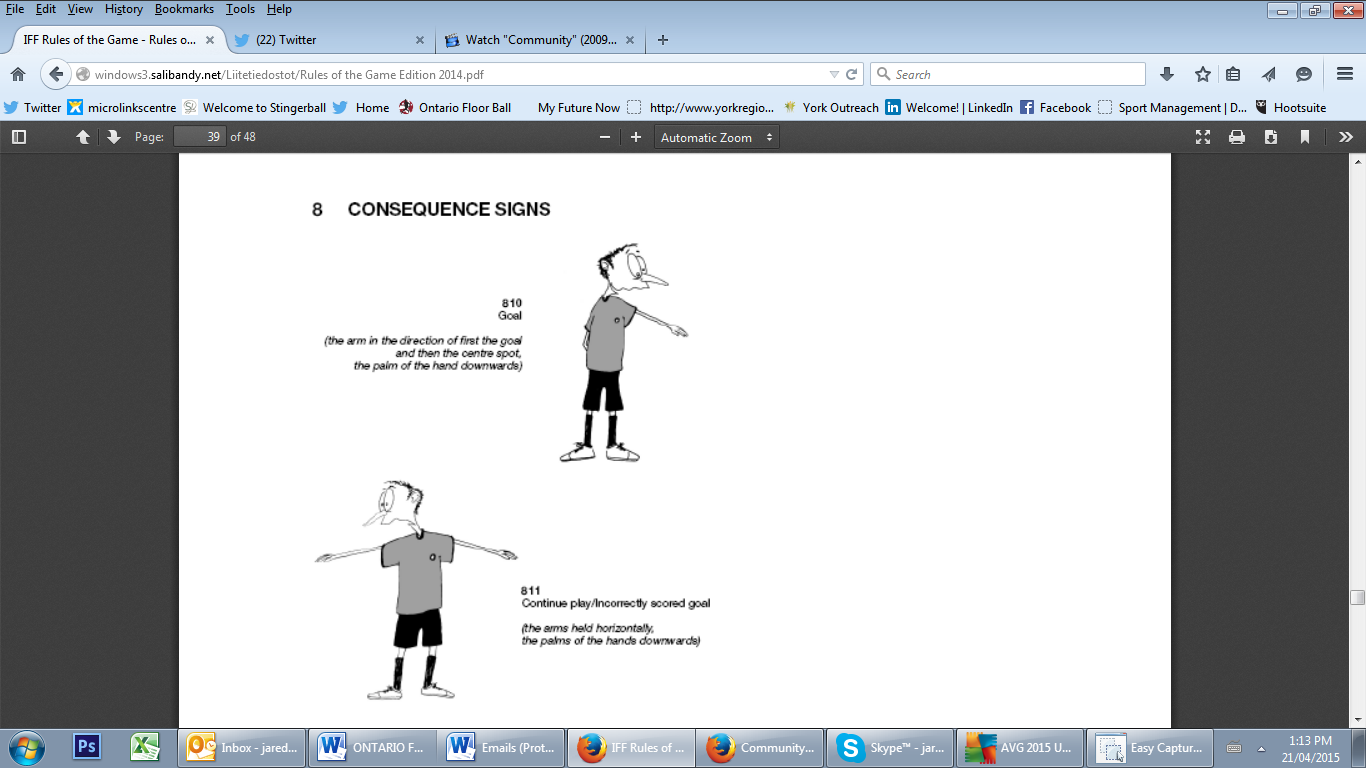 File Edit View History Bookmarks Tools Help
IFF Rules of the Game - Rules o...
(22) Twitter
Watch "Community" (2009...
windows3.salibandy.net/Liitetiedostot/Rules of the Game Edition 2014.pdf
Search
Twitter
microlinkscentre
Welcome to Stingerball
Home
Ontario Floor Ball
My Future Now
http://www.yorkregio...
York Outreach
Welcome! | LinkedIn
Facebook
Sport Management | D...
Hootsuite
Page: 39 of 48
Automatic Zoom
8 CONSEQUENCE SIGNS
810
Goal
(the arm in the direction of first the goal
and then the centre spot,
the palm of the hand downwards)
811
Continue play/Incorrectly scored goal
(the arms held horizontally,
the palms of the hands downwards)
Ps
Inbox - jared...
ONTARIO F...
Emails (Prot...
IFF Rules of ...
Community...
Skype™ - jar...
AVG 2015 U...
Easy Captur...
1:13 PM
21/04/2015